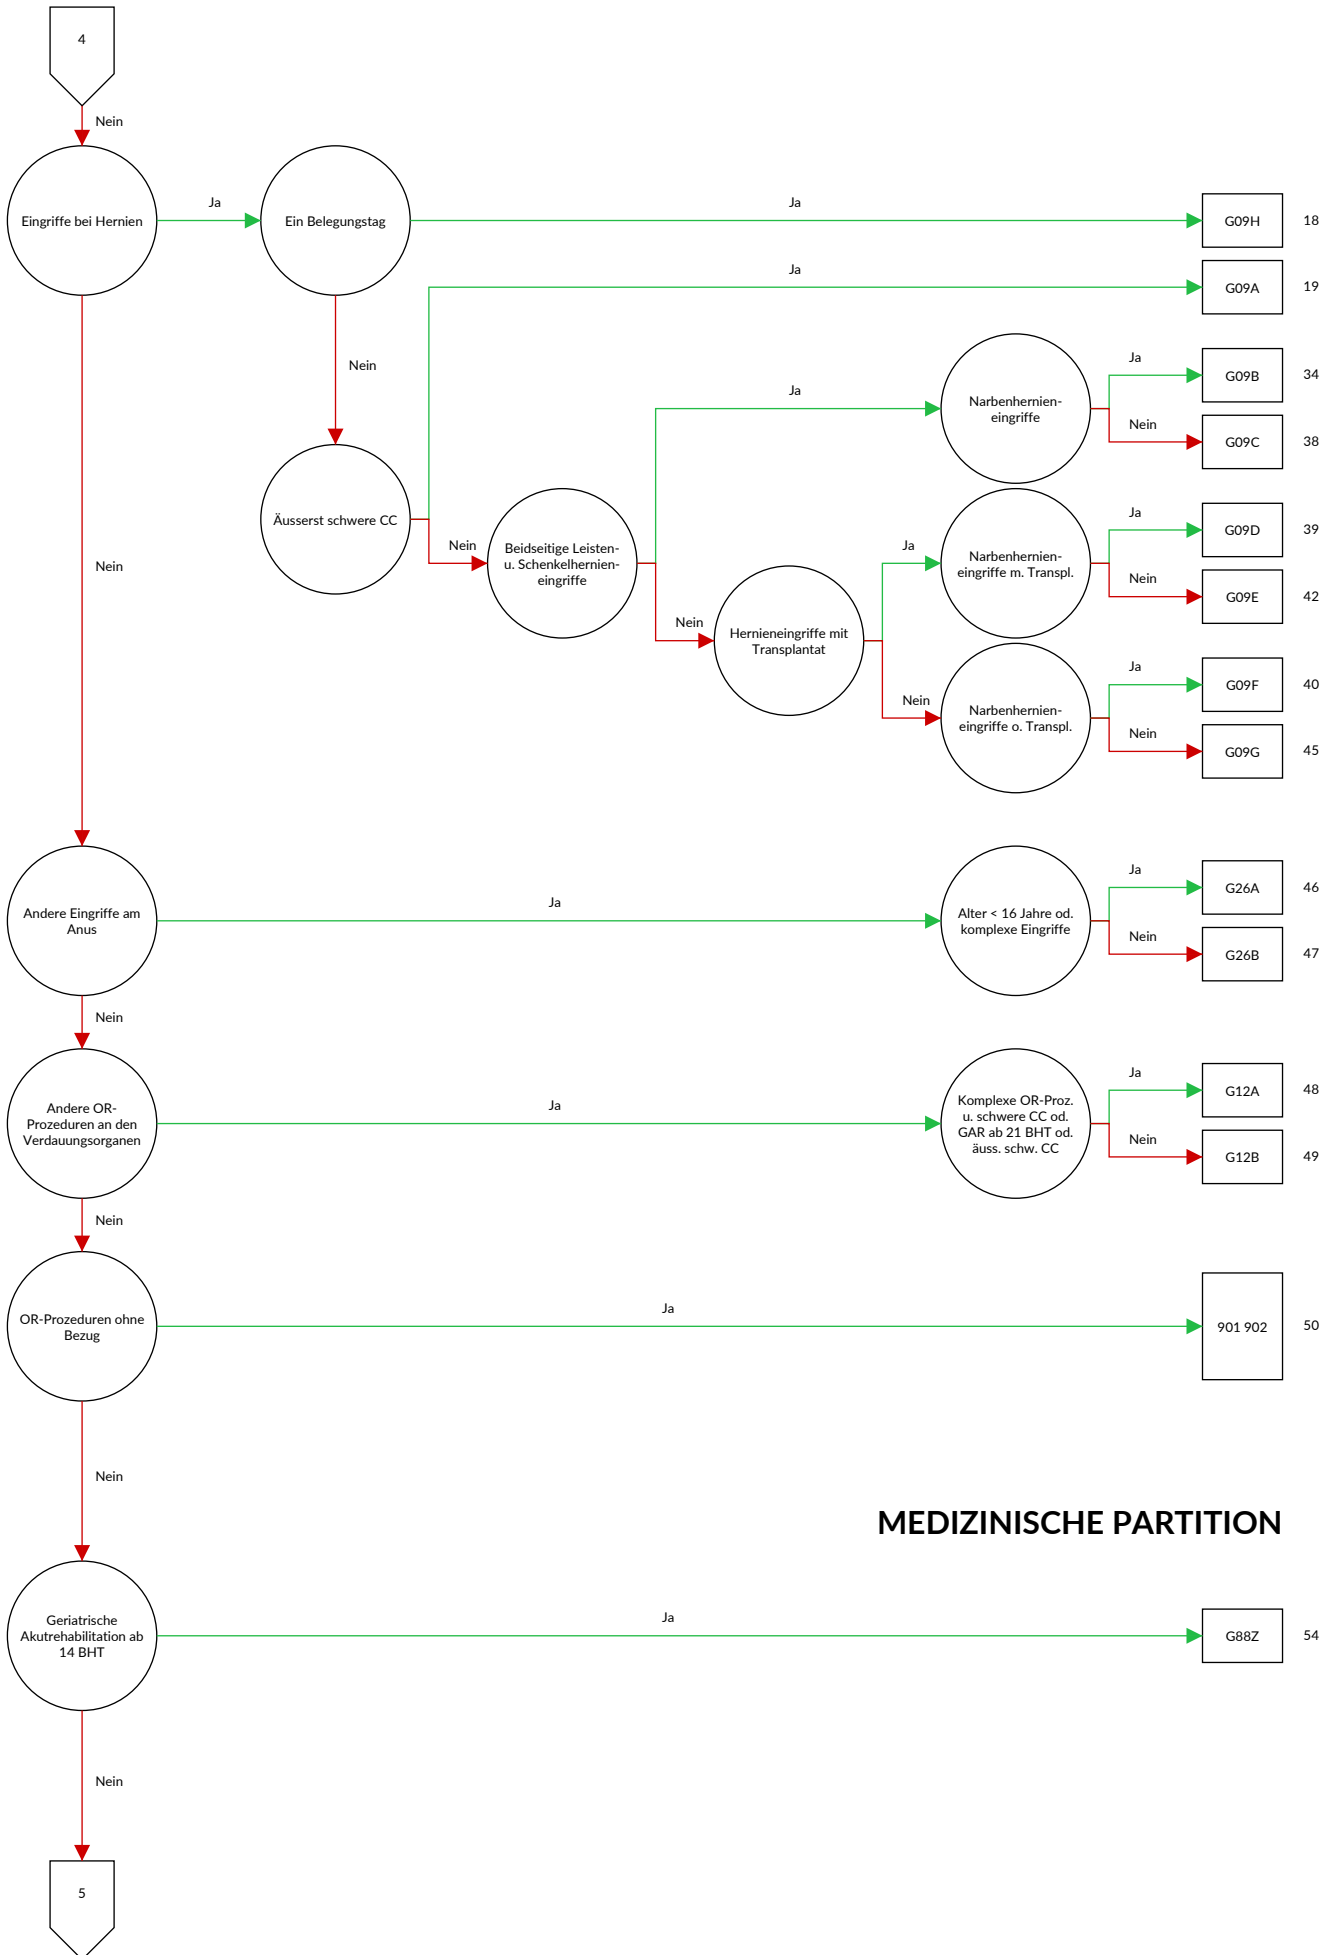 4
Nein
Eingriffe bei Hernien
Ja
Ein Belegungstag
Ja
G09H
18
Ja
G09A
19
Nein
Äusserst schwere CC
Nein
Beidseitige Leisten-
u. Schenkelhernien-
eingriffe
Ja
Narbenhernien-
eingriffe
Ja
G09B
34
Nein
G09C
38
Nein
Hernieneingriffe mit
Transplantat
Ja
Narbenhernien-
eingriffe m. Transpl.
Ja
G09D
39
Nein
G09E
42
Nein
Narbenhernien-
eingriffe o. Transpl.
Ja
G09F
40
Nein
G09G
45
Nein
Andere Eingriffe am
Anus
Ja
Alter < 16 Jahre od.
komplexe Eingriffe
Ja
G26A
46
Nein
G26B
47
Nein
Andere OR-
Prozeduren an den
Verdauungsorganen
Ja
Komplexe OR-Proz.
u. schwere CC od.
GAR ab 21 BHT od.
äuss. schw. CC
Ja
G12A
48
Nein
G12B
49
Nein
OR-Prozeduren ohne
Bezug
Ja
901 902
50
Nein
MEDIZINISCHE PARTITION
Geriatrische
Akutrehabilitation ab
14 BHT
Ja
G88Z
54
Nein
5